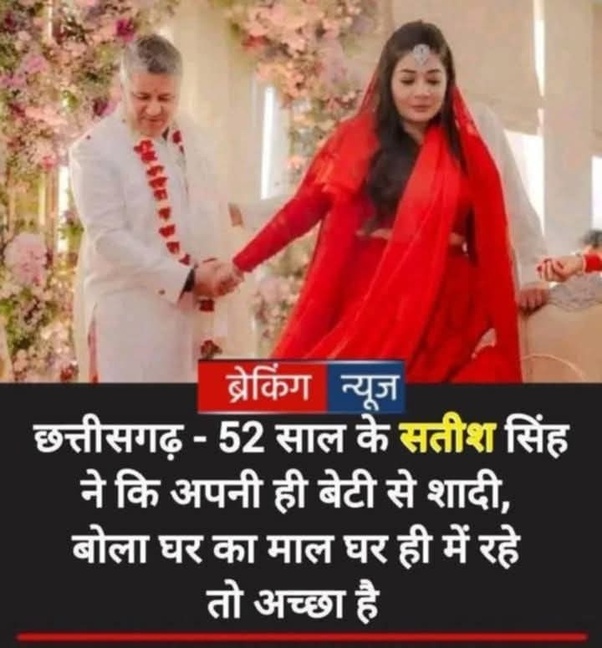 ब्रेकिंग न्यूज
छत्तीसगढ़ - 52 साल के सतीश सिंह
ने कि अपनी ही बेटी से शादी,
बोला घर का माल घर ही में रहे
तो अच्छा है